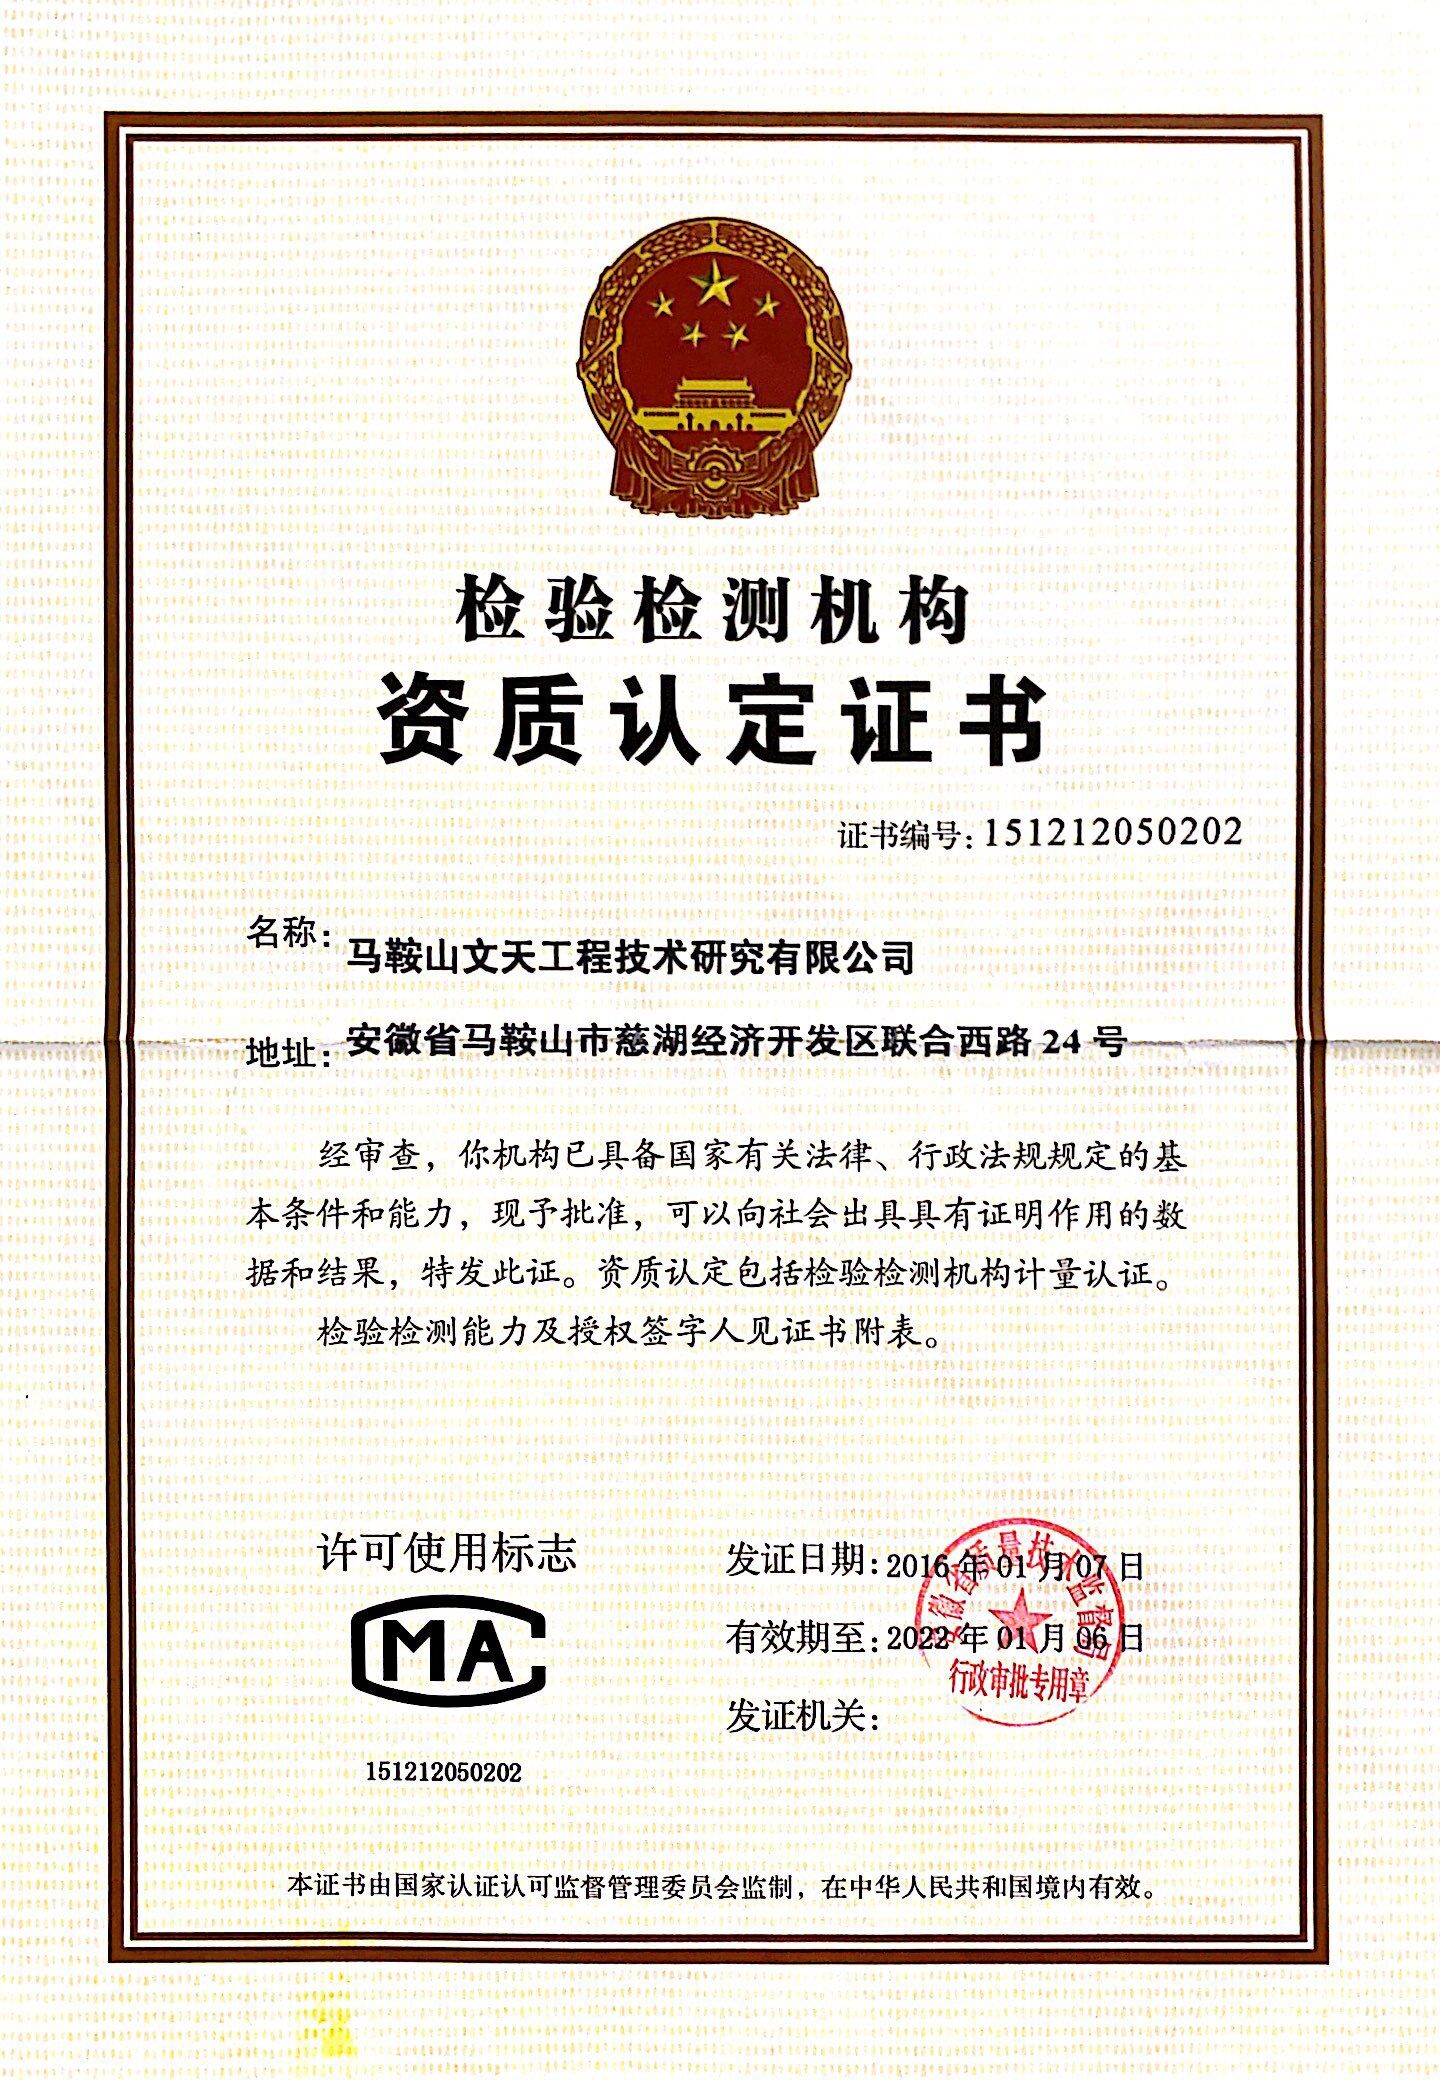 检验检测机构
资质认定证书
证书编号:151212050202
名称:马鞍山文天工程技术研究有限公司
地址:安徽省马鞍山市慈湖经济开发区联合西路24号
经审查，你机构已具备国家有关法律、行政法规规定的基
本条件和能力，现予批准，可以向社会出具具有证明作用的数
据和结果，特发此证。资质认定包括检验检测机构计量认证。
检验检测能力及授权签字人见证书附表。
许可使用标志
MA
151212050202
发证日期:2016年01月07日
有效期至:2022年01月06日
发证机关:
安徽省质量技术监督局
行政审批专用章
本证书由国家认证认可监督管理委员会监制，在中华人民共和国境内有效。